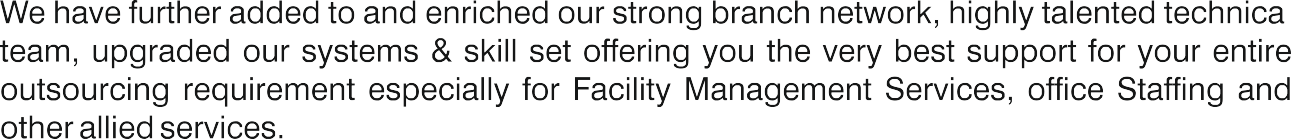 We have further added to and enriched our strong branch network, highly talented technica
team, upgraded our systems & skill set offering you the very best support for your entire
outsourcing requirement especially for Facility Management Services, office Staffing and
other allied services.